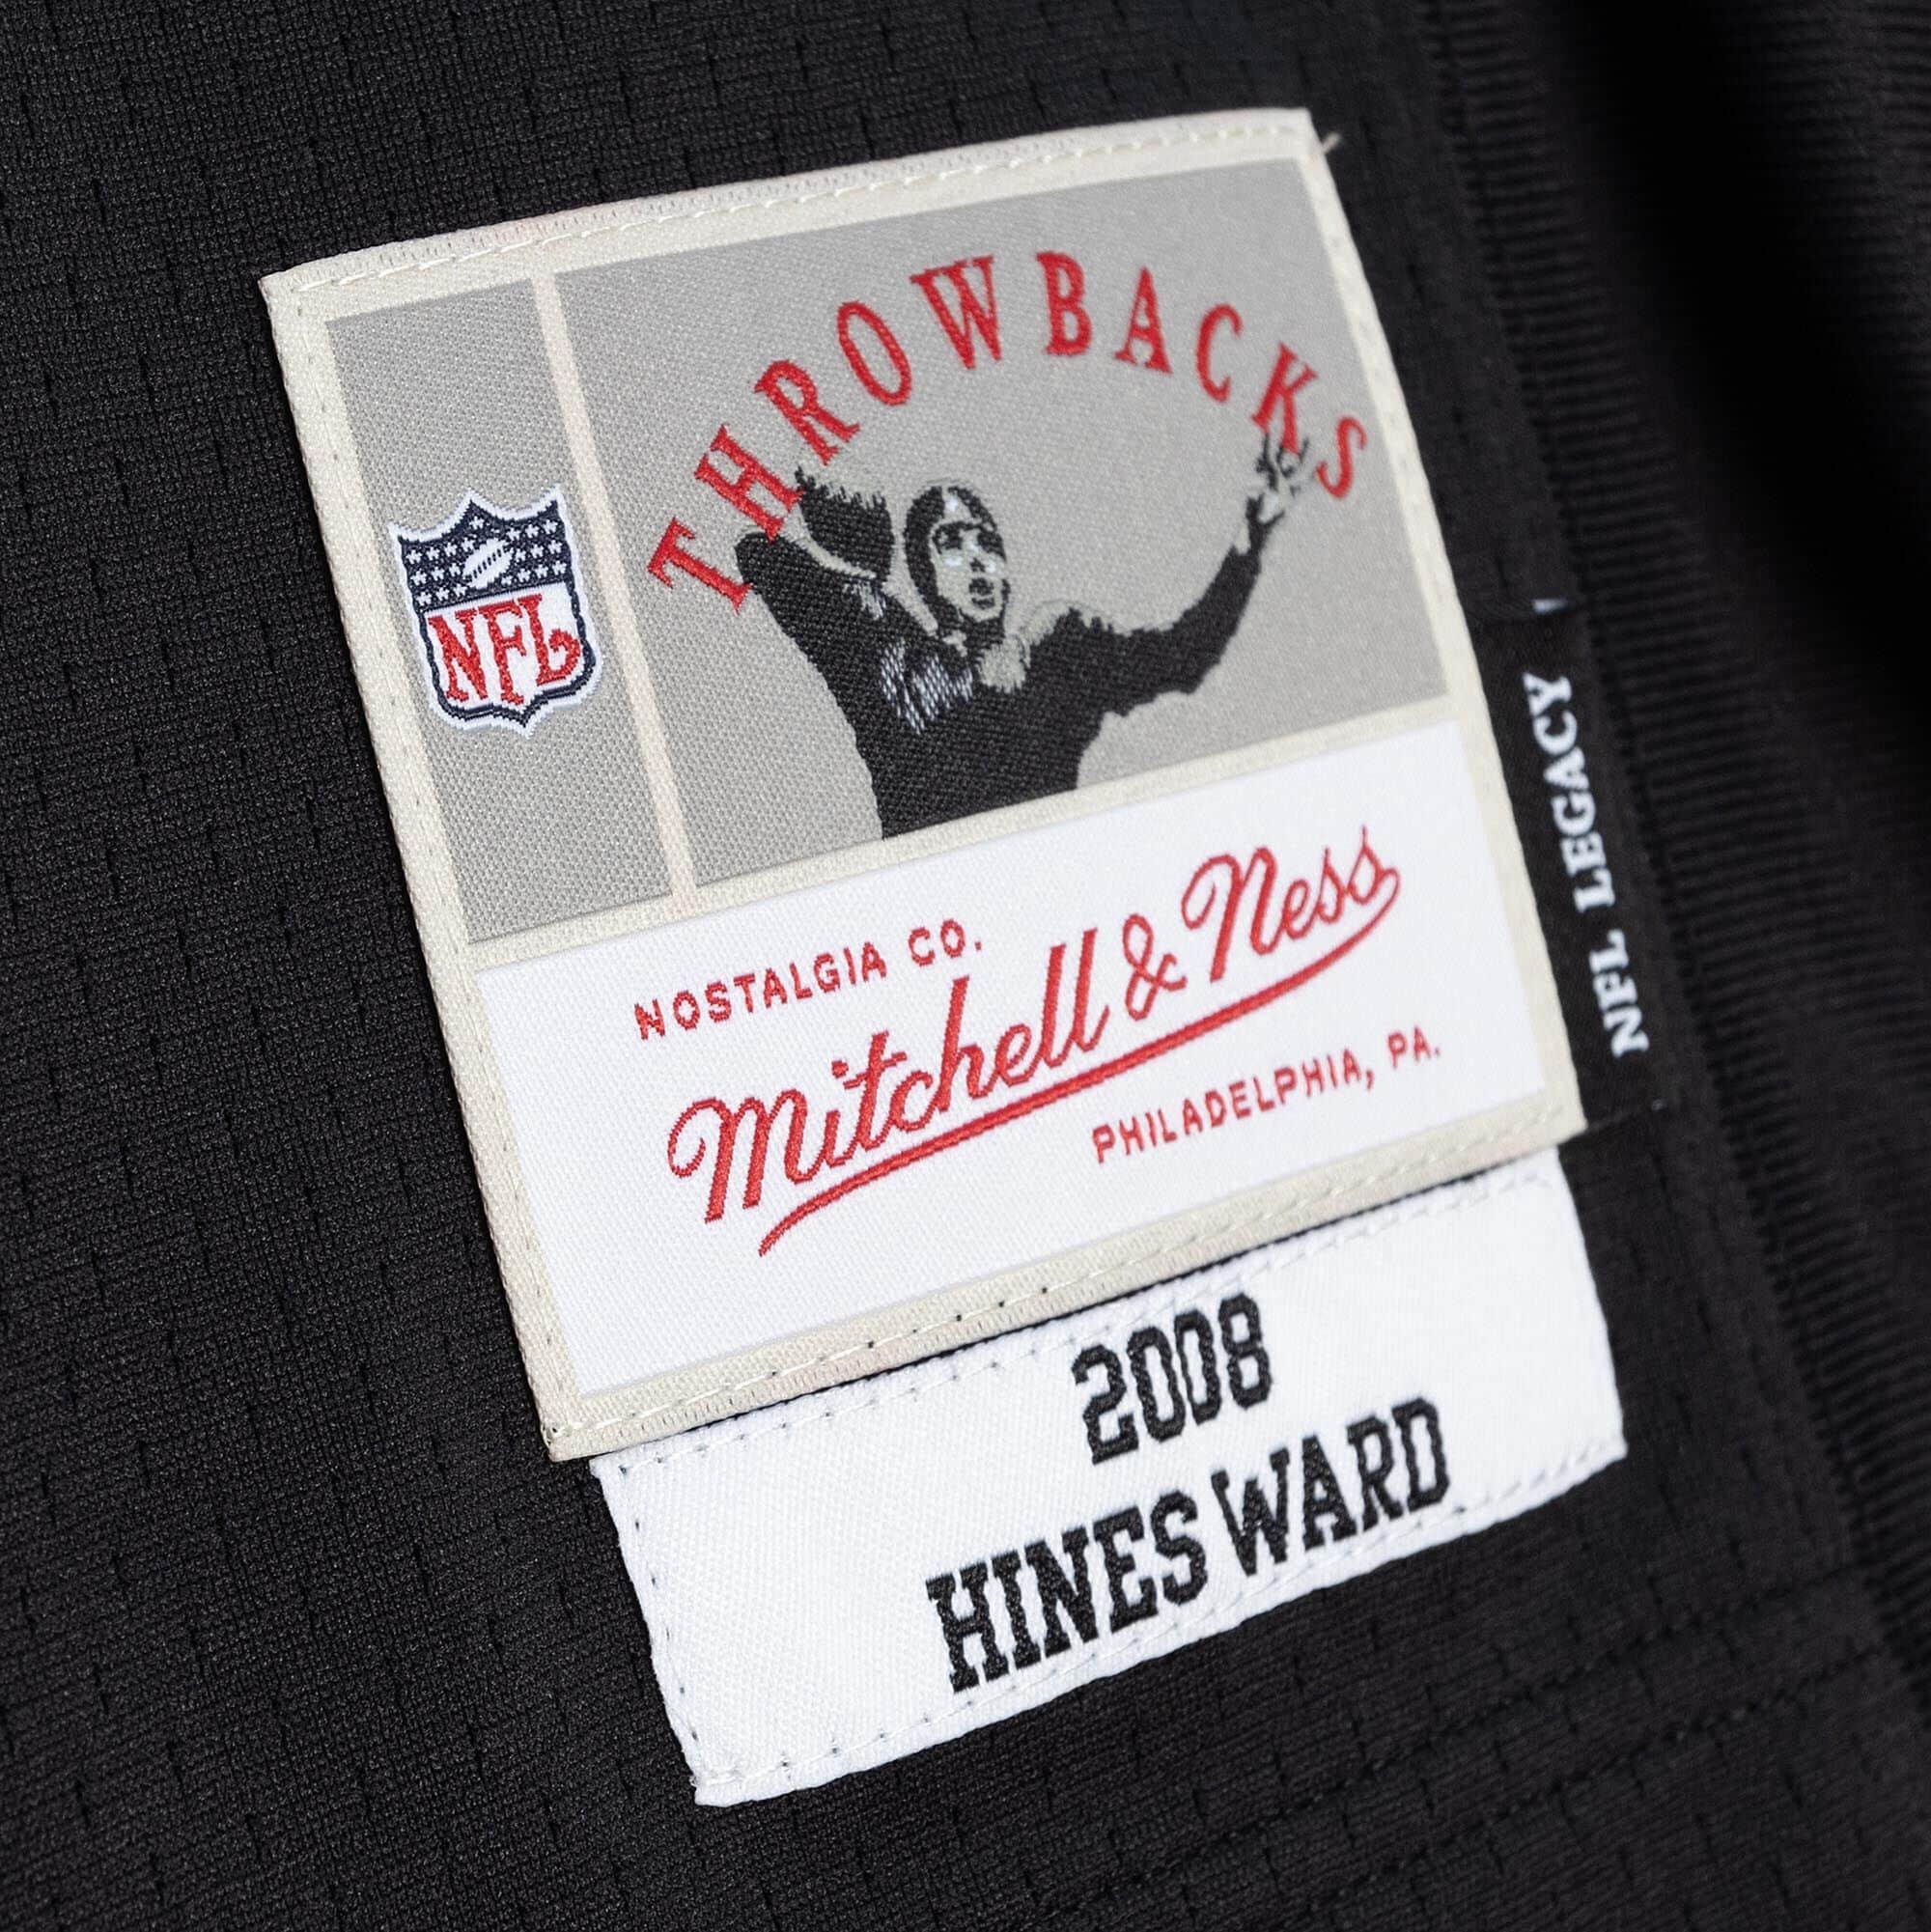 THROWBACKS
NFL
NOSTALGIA CO.
Mitchell & Ness
PHILADELPHIA, PA.
NFL LEGACY
2008
HINES WARD